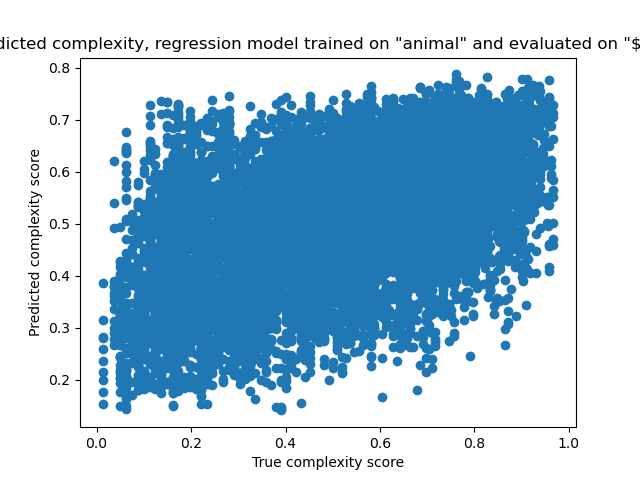 dicted complexity, regression model trained on "animal" and evaluated on "$
0.8
0.7
0.6
0.5
0.4
0.3
0.2
Predicted complexity score
0.0 0.2 0.4 0.6 0.8 1.0
True complexity score